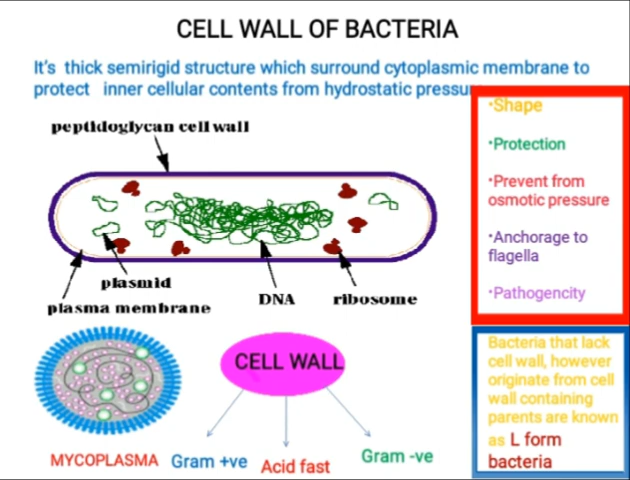 CELL WALL OF BACTERIA
It's thick semirigid structure which surround cytoplasmic membrane to
protect inner cellular contents from hydrostatic pressur
peptidoglycan cell wall
plasmid
plasma membrane
DNA
ribosome
•Shape
•Protection
•Prevent from
osmotic pressure
•Anchorage to
flagella
•Pathogencity
CELL WALL
MYCOPLASMA
Gram +ve
Acid fast
Gram -ve
Bacteria that lack
cell wall, however
originate from cell
wall containing
parents are known
as L form
bacteria